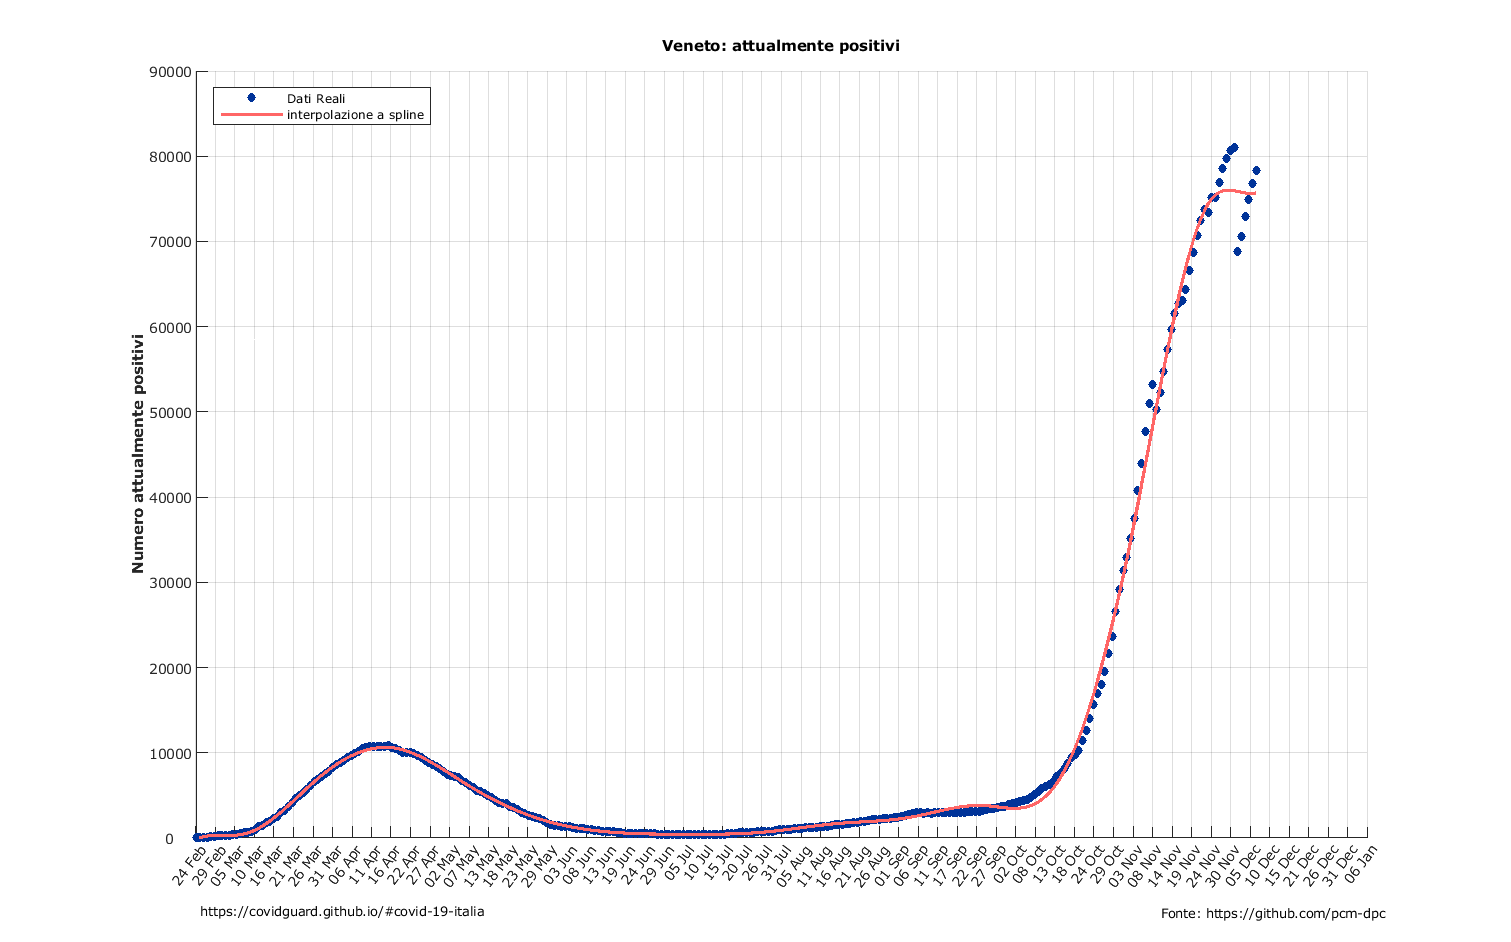 Veneto: attualmente positivi
Dati Reali
interpolazione a spline
Numero attualmente positivi
90000
80000
70000
60000
50000
40000
30000
20000
10000
0
24 Feb
29 Feb
05 Mar
10 Mar
16 Mar
21 Mar
26 Mar
31 Mar
06 Apr
11 Apr
16 Apr
22 Apr
27 Apr
02 May
07 May
13 May
18 May
23 May
29 May
03 Jun
08 Jun
13 Jun
19 Jun
24 Jun
29 Jun
05 Jul
10 Jul
15 Jul
20 Jul
26 Jul
31 Jul
05 Aug
11 Aug
16 Aug
21 Aug
26 Aug
01 Sep
06 Sep
11 Sep
17 Sep
22 Sep
27 Sep
02 Oct
08 Oct
13 Oct
18 Oct
24 Oct
29 Oct
03 Nov
08 Nov
14 Nov
19 Nov
24 Nov
30 Nov
05 Dec
10 Dec
15 Dec
21 Dec
26 Dec
31 Dec
06 Jan
https://covidguard.github.io/#covid-19-italia
Fonte: https://github.com/pcm-dpc